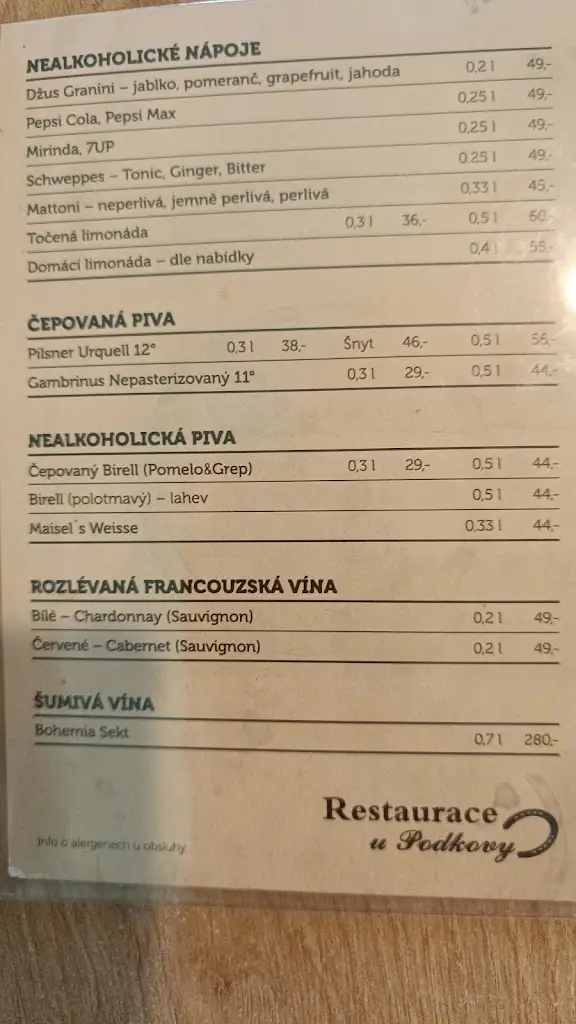 NEALKOHOLICKÉ NÁPOJE
Džus Granini – jablko, pomeranč, grapefruit, jahoda 0,2 l 49,-
Pepsi Cola, Pepsi Max 0,25 l 49,-
Mirinda, 7UP 0,25 l 49,-
Schweppes – Tonic, Ginger, Bitter 0,25 l 49,-
Mattoni – neperlivá, jemně perlivá, perlivá 0,33 l 45,-
Točená limonáda 0,3 l 36,- 0,5 l 60,-
Domácí limonáda – dle nabídky 0,4 l 55,-
ČEPOVANÁ PIVA
Pilsner Urquell 12° 0,3 l 38,- Šnyt 46,- 0,5 l 56,-
Gambrinus Nepasterizovaný 11° 0,3 l 29,- 0,5 l 44,-
NEALKOHOLICKÁ PIVA
Čepovaný Birell (Pomelo&Grep) 0,3 l 29,- 0,5 l 44,-
Birell (polotmavý) – lahev 0,5 l 44,-
Maisel´s Weisse 0,33 l 44,-
ROZLÉVANÁ FRANCOUZSKÁ VÍNA
Bílé – Chardonnay (Sauvignon) 0,2 l 49,-
Červené – Cabernet (Sauvignon) 0,2 l 49,-
ŠUMIVÁ VÍNA
Bohemia Sekt 0,7 l 280,-
Restaurace
u Podkovy
Info o alergenech u obsluhy